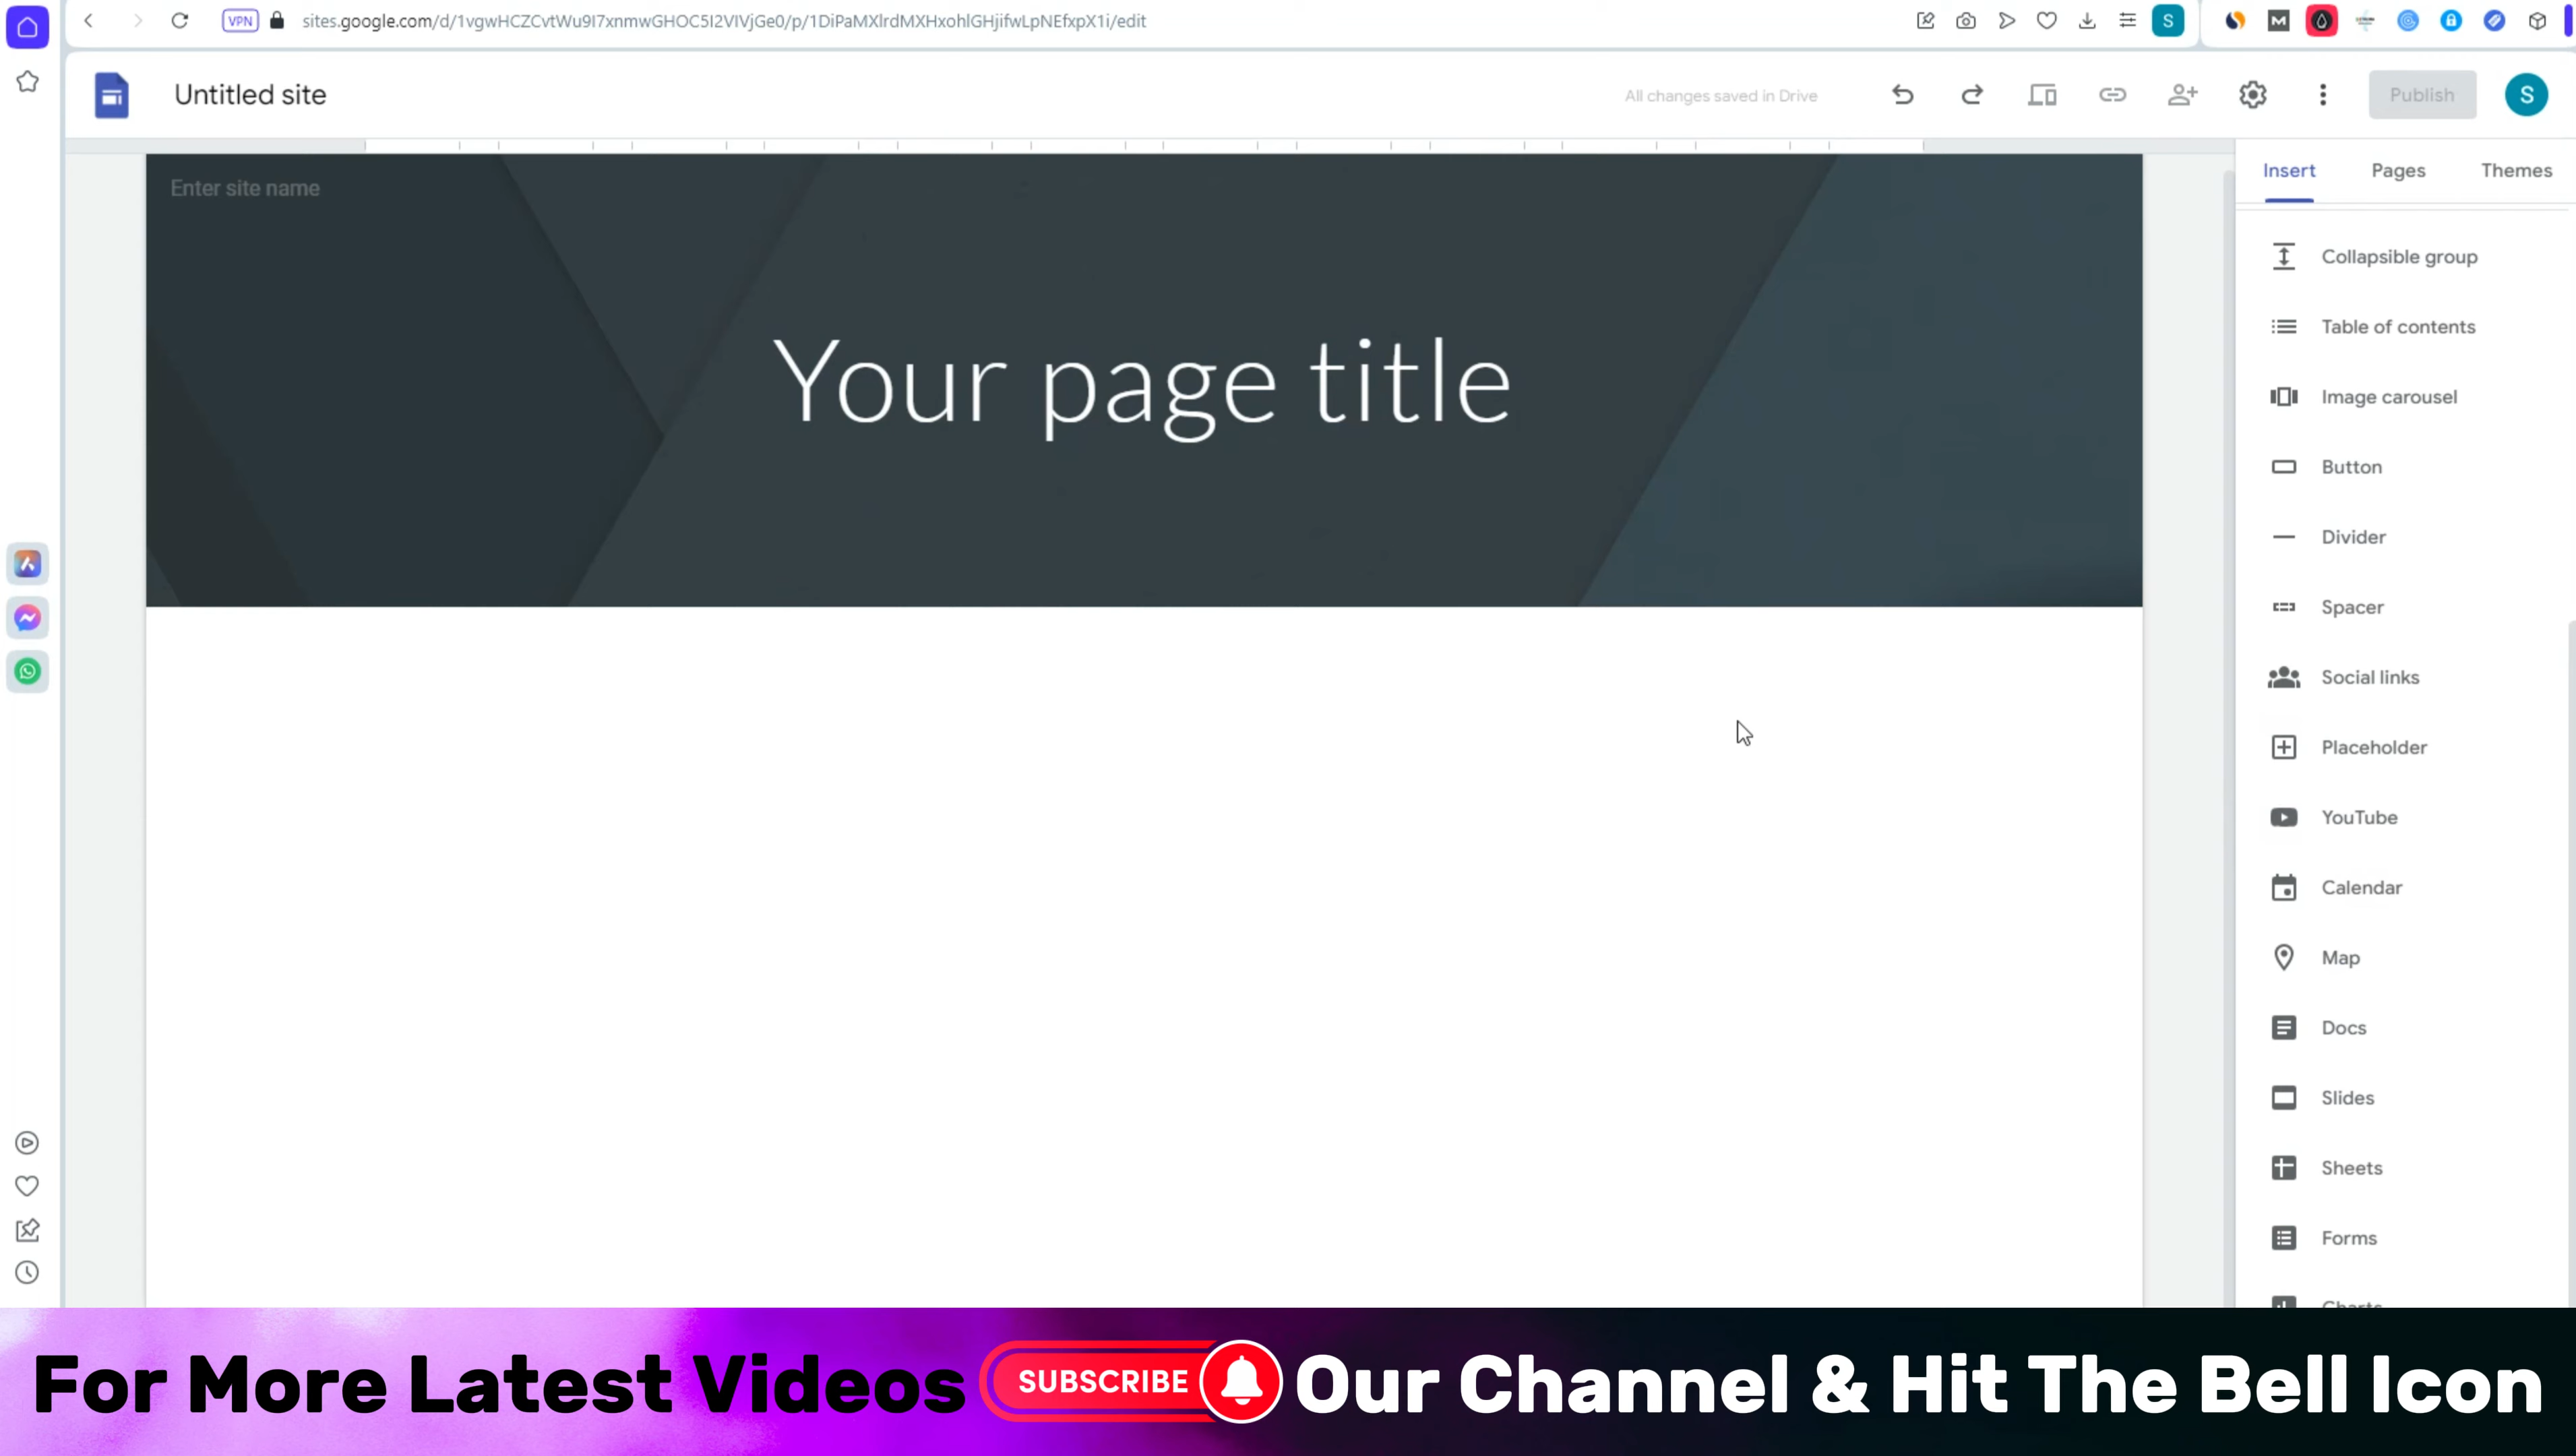 VPN
sites.google.com/d/1vgwHCZCvtWu9I7xnmwGHOC5I2VIVjGe0/p/1DiPaMXlrdMXHxohlGHjifwLpNEfxpX1i/edit
S
M
Untitled site
All changes saved in Drive
Publish
S
Enter site name
Your page title
Insert
Pages
Themes
Collapsible group
Table of contents
Image carousel
Button
Divider
Spacer
Social links
Placeholder
YouTube
Calendar
Map
Docs
Slides
Sheets
Forms
Charts
For More Latest Videos SUBSCRIBE Our Channel & Hit The Bell Icon